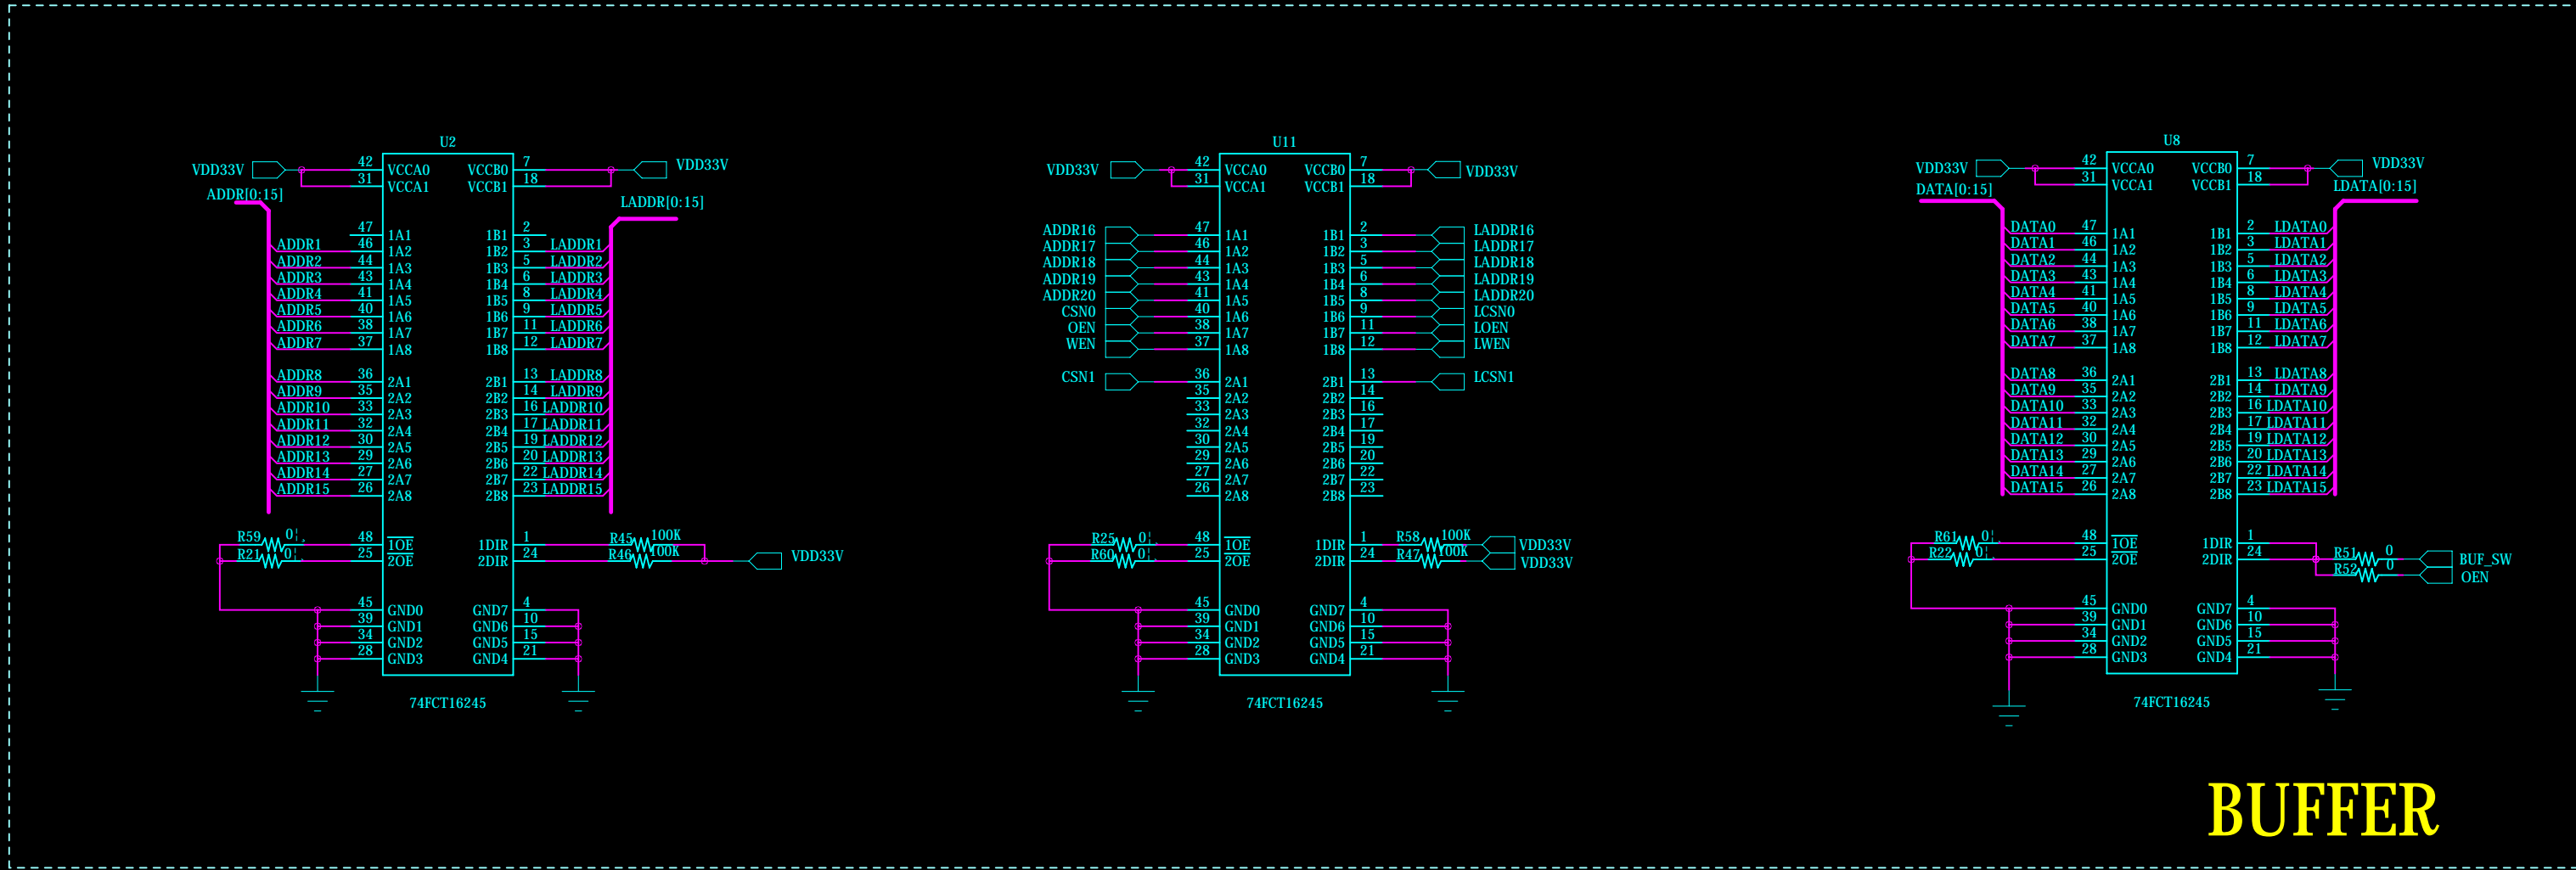 U2
VDD33V 42 VCCA0 VCCB0 7 VDD33V
31 VCCA1 VCCB1 18
ADDR[0:15] LADDR[0:15]
47 1A1 1B1 2
ADDR1 46 1A2 1B2 3 LADDR1
ADDR2 44 1A3 1B3 5 LADDR2
ADDR3 43 1A4 1B4 6 LADDR3
ADDR4 41 1A5 1B5 8 LADDR4
ADDR5 40 1A6 1B6 9 LADDR5
ADDR6 38 1A7 1B7 11 LADDR6
ADDR7 37 1A8 1B8 12 LADDR7
ADDR8 36 2A1 2B1 13 LADDR8
ADDR9 35 2A2 2B2 14 LADDR9
ADDR10 33 2A3 2B3 16 LADDR10
ADDR11 32 2A4 2B4 17 LADDR11
ADDR12 30 2A5 2B5 19 LADDR12
ADDR13 29 2A6 2B6 20 LADDR13
ADDR14 27 2A7 2B7 22 LADDR14
ADDR15 26 2A8 2B8 23 LADDR15
R59 0 48 1OE 1DIR 1 R45 100K
R21 0 25 2OE 2DIR 24 R46 100K VDD33V
45 GND0 GND7 4
39 GND1 GND6 10
34 GND2 GND5 15
28 GND3 GND4 21
74FCT16245
U11
VDD33V 42 VCCA0 VCCB0 7 VDD33V
31 VCCA1 VCCB1 18
ADDR16 47 1A1 1B1 2 LADDR16
ADDR17 46 1A2 1B2 3 LADDR17
ADDR18 44 1A3 1B3 5 LADDR18
ADDR19 43 1A4 1B4 6 LADDR19
ADDR20 41 1A5 1B5 8 LADDR20
CSN0 40 1A6 1B6 9 LCSN0
OEN 38 1A7 1B7 11 LOEN
WEN 37 1A8 1B8 12 LWEN
CSN1 36 2A1 2B1 13 LCSN1
35 2A2 2B2 14
33 2A3 2B3 16
32 2A4 2B4 17
30 2A5 2B5 19
29 2A6 2B6 20
27 2A7 2B7 22
26 2A8 2B8 23
R25 0 48 1OE 1DIR 1 R58 100K VDD33V
R60 0 25 2OE 2DIR 24 R47 100K VDD33V
45 GND0 GND7 4
39 GND1 GND6 10
34 GND2 GND5 15
28 GND3 GND4 21
74FCT16245
U8
VDD33V 42 VCCA0 VCCB0 7 VDD33V
31 VCCA1 VCCB1 18
DATA[0:15] LDATA[0:15]
DATA0 47 1A1 1B1 2 LDATA0
DATA1 46 1A2 1B2 3 LDATA1
DATA2 44 1A3 1B3 5 LDATA2
DATA3 43 1A4 1B4 6 LDATA3
DATA4 41 1A5 1B5 8 LDATA4
DATA5 40 1A6 1B6 9 LDATA5
DATA6 38 1A7 1B7 11 LDATA6
DATA7 37 1A8 1B8 12 LDATA7
DATA8 36 2A1 2B1 13 LDATA8
DATA9 35 2A2 2B2 14 LDATA9
DATA10 33 2A3 2B3 16 LDATA10
DATA11 32 2A4 2B4 17 LDATA11
DATA12 30 2A5 2B5 19 LDATA12
DATA13 29 2A6 2B6 20 LDATA13
DATA14 27 2A7 2B7 22 LDATA14
DATA15 26 2A8 2B8 23 LDATA15
R61 0 48 1OE 1DIR 1
R22 0 25 2OE 2DIR 24 R51 0 BUF_SW
R52 0 OEN
45 GND0 GND7 4
39 GND1 GND6 10
34 GND2 GND5 15
28 GND3 GND4 21
74FCT16245
BUFFER